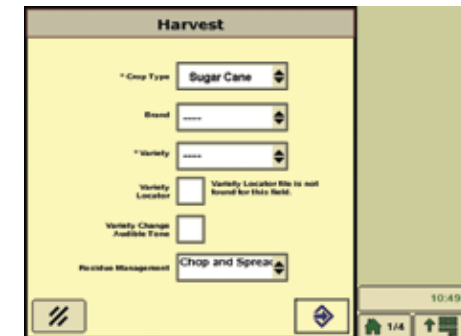 Harvest
* Crop Type
Sugar Cane
Brand
----
* Variety
----
Variety
Locator
Variety Locator file is not
found for this field.
Variety Change
Audible Tone
Residue Management
Chop and Spread
10:49
1/4